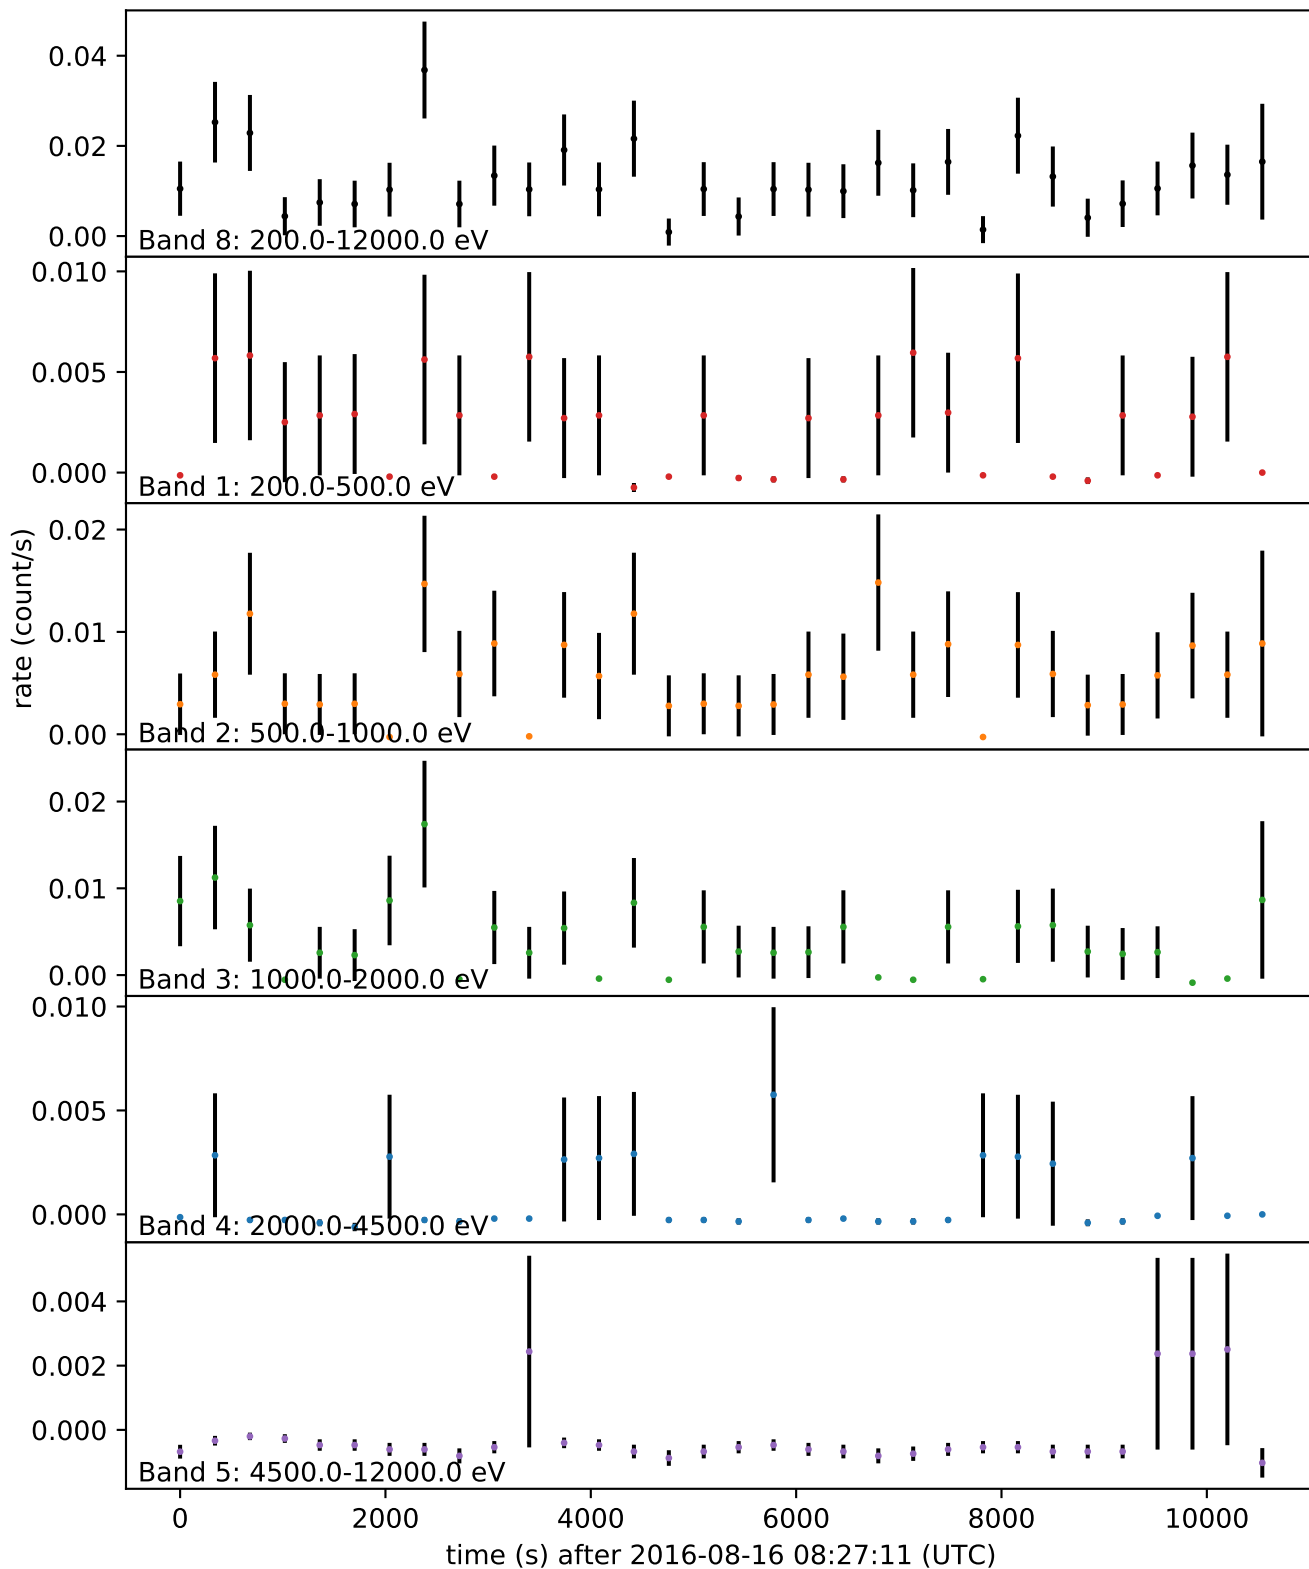 0.04
0.02
0.00
Band 8: 200.0-12000.0 eV
0.010
0.005
0.000
Band 1: 200.0-500.0 eV
0.02
0.01
0.00
Band 2: 500.0-1000.0 eV
rate (count/s)
0.02
0.01
0.00
Band 3: 1000.0-2000.0 eV
0.010
0.005
0.000
Band 4: 2000.0-4500.0 eV
0.004
0.002
0.000
Band 5: 4500.0-12000.0 eV
0 2000 4000 6000 8000 10000
time (s) after 2016-08-16 08:27:11 (UTC)